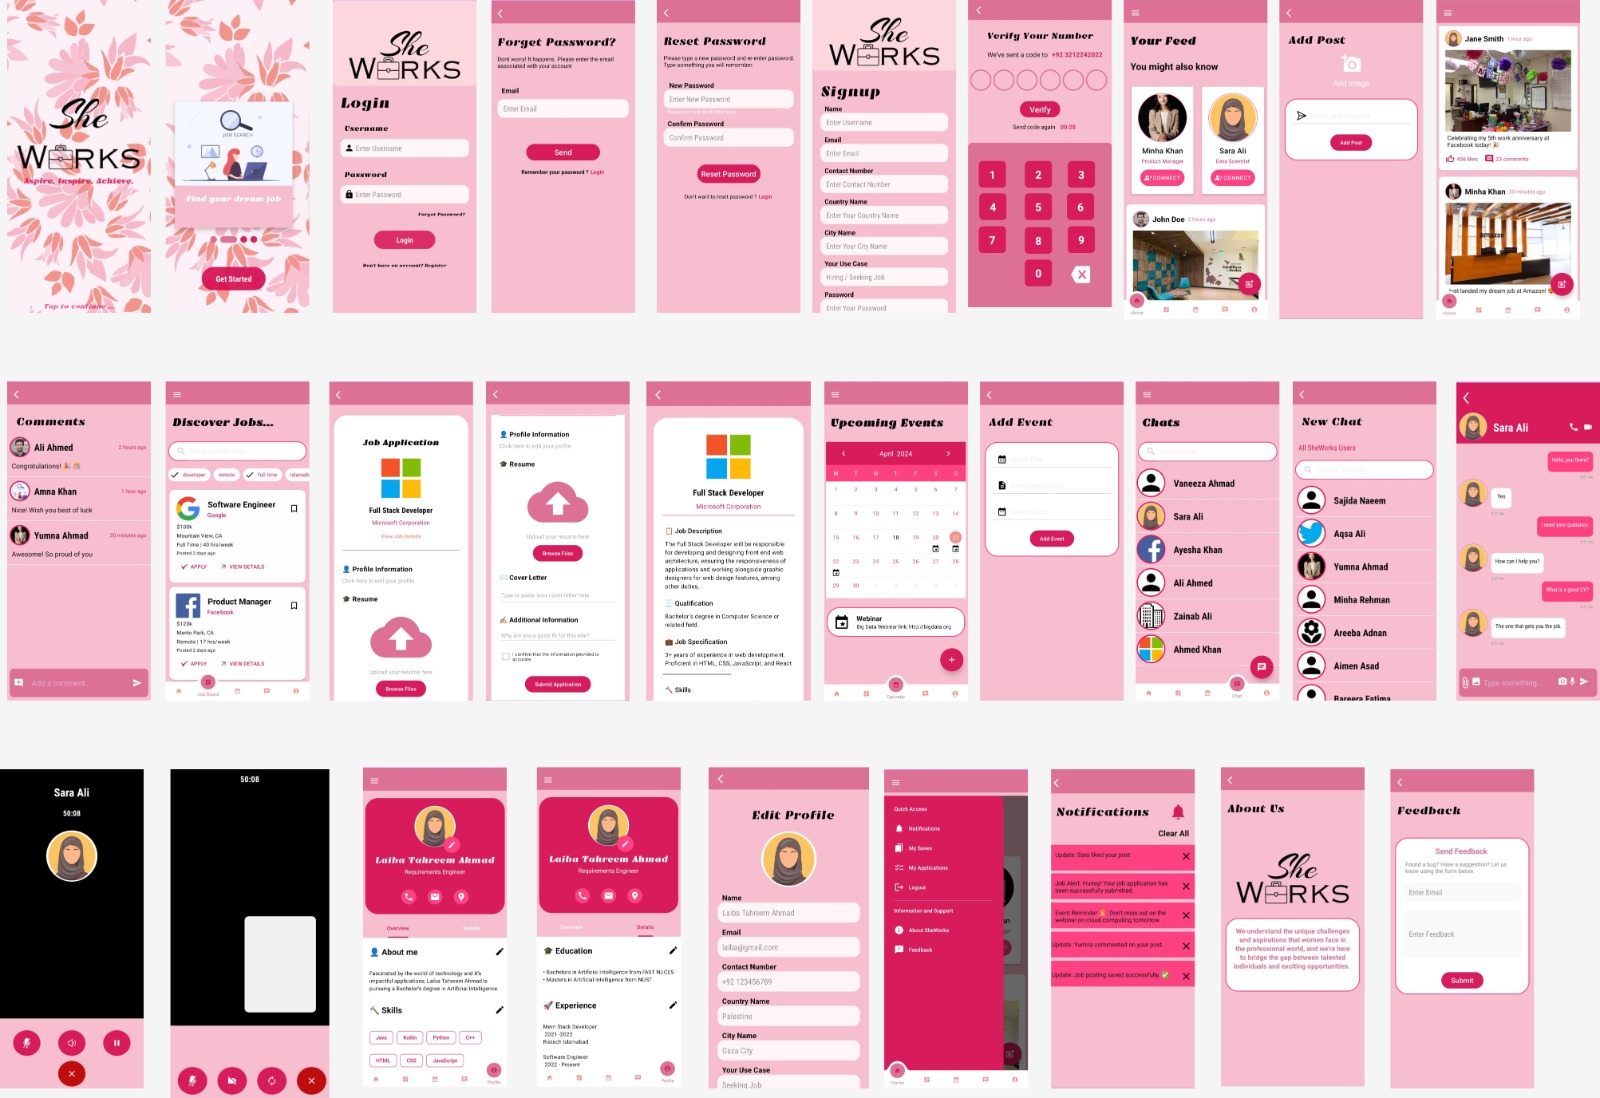 She
WORKS
Aspire. Inspire. Achieve.
Tap to continue ...
JOB SEARCH
Find your dream job
Get Started
She
WORKS
Login
Username
Enter Username
Password
Enter Password
Forgot Password?
Login
Don't have an account? Register
Forget Password?
Dont worry! It happens. Please enter the email
associated with your account
Email
Enter Email
Send
Remember your password ? Login
Reset Password
Please type a new password and re-enter password.
Type something you will remember.
New Password
Enter New Password
Confirm Password
Confirm Password
Reset Password
Don't want to reset password ? Login
She
WORKS
Signup
Name
Enter Username
Email
Enter Email
Contact Number
Enter Contact Number
Country Name
Enter Your Country Name
City Name
Enter Your City Name
Your Use Case
Hiring / Seeking Job
Password
Enter Your Password
Verify Your Number
We've sent a code to +92 3212242022
Verify
Send code again 00:20
1 2 3
4 5 6
7 8 9
0
Your Feed
You might also know
Minha Khan
Product Manager
CONNECT
Sara Ali
Data Scientist
CONNECT
John Doe 2 hours ago
Home
Add Post
Add Image
Add Post
Jane Smith 1 hour ago
Celebrating my 5th work anniversary at
Facebook today! 🎉
456 likes 23 comments
Minha Khan 30 minutes ago
amazon
Just landed my dream job at Amazon!
Home
Comments
Ali Ahmed 2 hours ago
Congratulations! 🎉 🎊
Amna Khan 1 hour ago
Nice! Wish you best of luck
Yumna Ahmad 30 minutes ago
Awesome! So proud of you
Add a comment...
Discover Jobs...
developer remote full time islamab
Software Engineer
Google
$100k
Mountain View, CA
Full Time | 40 hrs/week
Posted 2 days ago
APPLY VIEW DETAILS
Product Manager
Facebook
$120k
Menlo Park, CA
Remote | 17 hrs/week
Posted 2 days ago
APPLY VIEW DETAILS
Job Board
Job Application
Full Stack Developer
Microsoft Corporation
View Job Details
👤 Profile Information
Click here to edit your profile
🎓 Resume
Upload your resume here
Browse Files
👤 Profile Information
Click here to edit your profile
🎓 Resume
Upload your resume here
Browse Files
✉️ Cover Letter
Type or paste your cover letter here
✍🏻 Additional Information
Why are you a good fit for this role?
I confirm that the information provided is
accurate
Submit Application
Full Stack Developer
Microsoft Corporation
📋 Job Description
The Full Stack Developer will be responsible
for developing and designing front end web
architecture, ensuring the responsiveness of
applications and working alongside graphic
designers for web design features, among
other duties.
Qualification
Bachelor's degree in Computer Science or
related field.
💼 Job Specification
3+ years of experience in web development.
Proficient in HTML, CSS, JavaScript, and React
🔨 Skills
Upcoming Events
April 2024
M T W T F S S
1 2 3 4 5 6 7
8 9 10 11 12 13 14
15 16 17 18 19 20 21
22 23 24 25 26 27 28
29 30 1 2 3 4 5
Webinar
Big Data Webinar link: http://bigdata.org
Calendar
Add Event
Add Event
Chats
Vaneeza Ahmad
Sara Ali
Ayesha Khan
Ali Ahmed
Zainab Ali
Ahmed Khan
Chat
New Chat
All SheWorks Users
Sajida Naeem
Aqsa Ali
Yumna Ahmad
Minha Rehman
Areeba Adnan
Aimen Asad
Bareera Fatima
Sara Ali
Hello, you there?
Yes
I need your guidance.
How can I help you?
What is a good CV?
The one that gets you the job.
Type something...
Sara Ali
50:08
50:08
Laiba Tahreem Ahmad
Requirements Engineer
Overview Details
👤 About me
Fascinated by the world of technology and it's
impactful applications; Laiba Tahreem Ahmad is
pursuing a Bachelor's degree in Artificial Intelligence.
🔨 Skills
Java Kotlin Python C++
HTML CSS JavaScript
Profile
Laiba Tahreem Ahmad
Requirements Engineer
Overview Details
🎓 Education
• Bachelors in Artificial Intelligence from FAST NUCES
• Masters in Artificial Intelligence from NUST
🚀 Experience
Mern Stack Developer
2021 -2022
Risetech Islamabad
Software Engineer
2022 - Present
Profile
Edit Profile
Name
Laiba Tahreem Ahmad
Email
laiba@gmail.com
Contact Number
+92 123456789
Country Name
Palestine
City Name
Gaza City
Your Use Case
Seeking Job
Quick Access
Notifications
My Saves
My Applications
Logout
Information and Support
About SheWorks
Feedback
Home
Notifications
Clear All
Update: Sara liked your post.
Job Alert: Hurray! Your job application has
been successfully submitted.
Event Reminder 🎉: Don't miss out on the
webinar on cloud computing tomorrow.
Update: Yumna commented on your post.
Update: Job posting saved successfully. ✅
About Us
She
WORKS
We understand the unique challenges
and aspirations that women face in
the professional world, and we're here
to bridge the gap between talented
individuals and exciting opportunities.
Feedback
Send Feedback
Found a bug? Have a suggestion? Let us
know using the form below
Enter Email
Enter Feedback
Submit